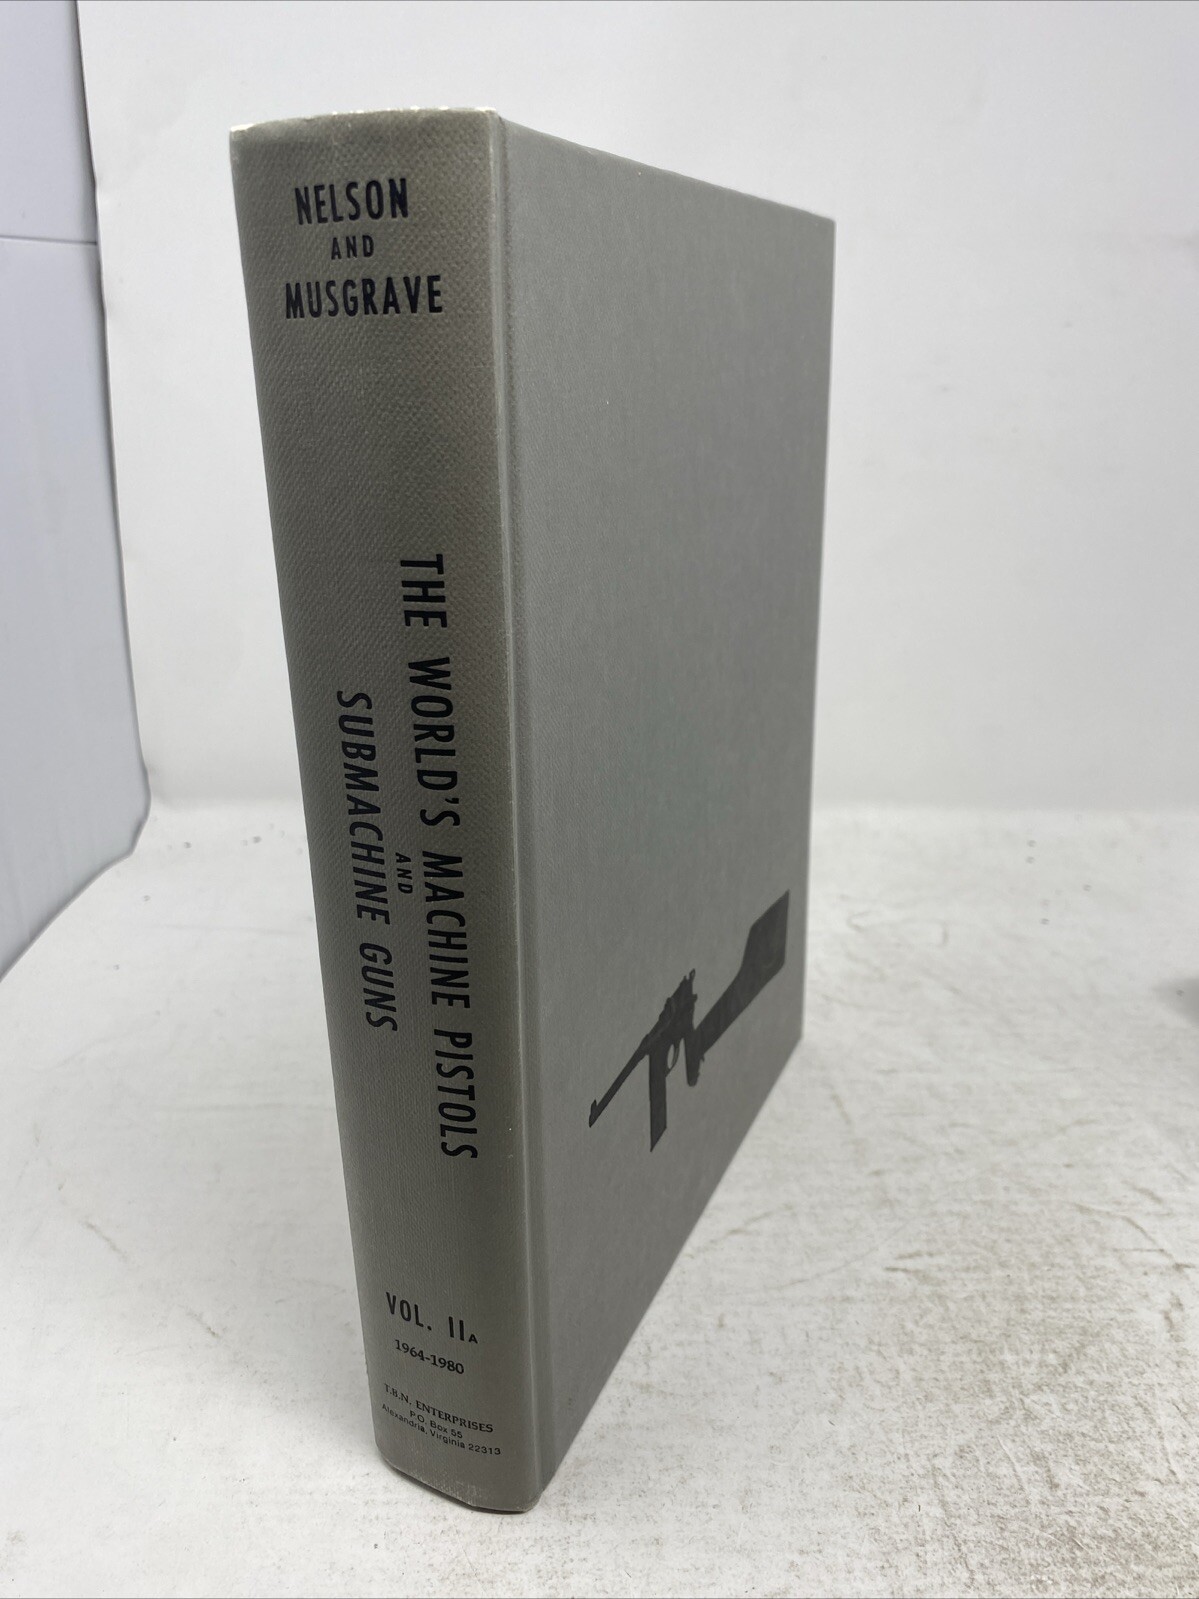 NELSON
AND
MUSGRAVE
THE WORLD'S MACHINE PISTOLS
AND
SUBMACHINE GUNS
VOL. IIA
1964-1980
T.B.N. ENTERPRISES
P.O. Box 55
Alexandria, Virginia 22313